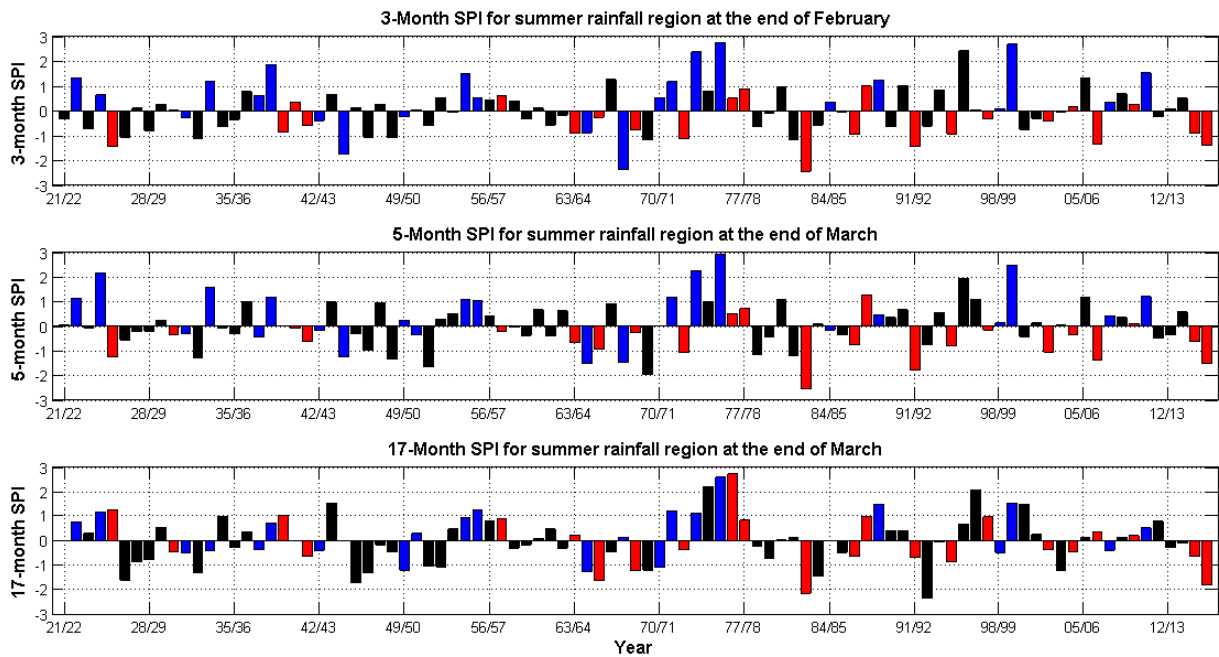 3-Month SPI for summer rainfall region at the end of February
3-month SPI
3
2
1
0
-1
-2
-3
21/22 28/29 35/36 42/43 49/50 56/57 63/64 70/71 77/78 84/85 91/92 98/99 05/06 12/13
5-Month SPI for summer rainfall region at the end of March
5-month SPI
3
2
1
0
-1
-2
-3
21/22 28/29 35/36 42/43 49/50 56/57 63/64 70/71 77/78 84/85 91/92 98/99 05/06 12/13
17-Month SPI for summer rainfall region at the end of March
17-month SPI
3
2
1
0
-1
-2
-3
21/22 28/29 35/36 42/43 49/50 56/57 63/64 70/71 77/78 84/85 91/92 98/99 05/06 12/13
Year